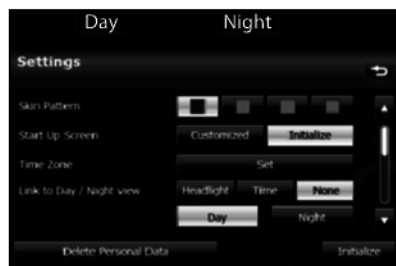 Day Night
Settings
Skin Pattern
Start Up Screen Customized Initialize
Time Zone Set
Link to Day / Night view Headlight Time None
Day Night
Delete Personal Data Initialize